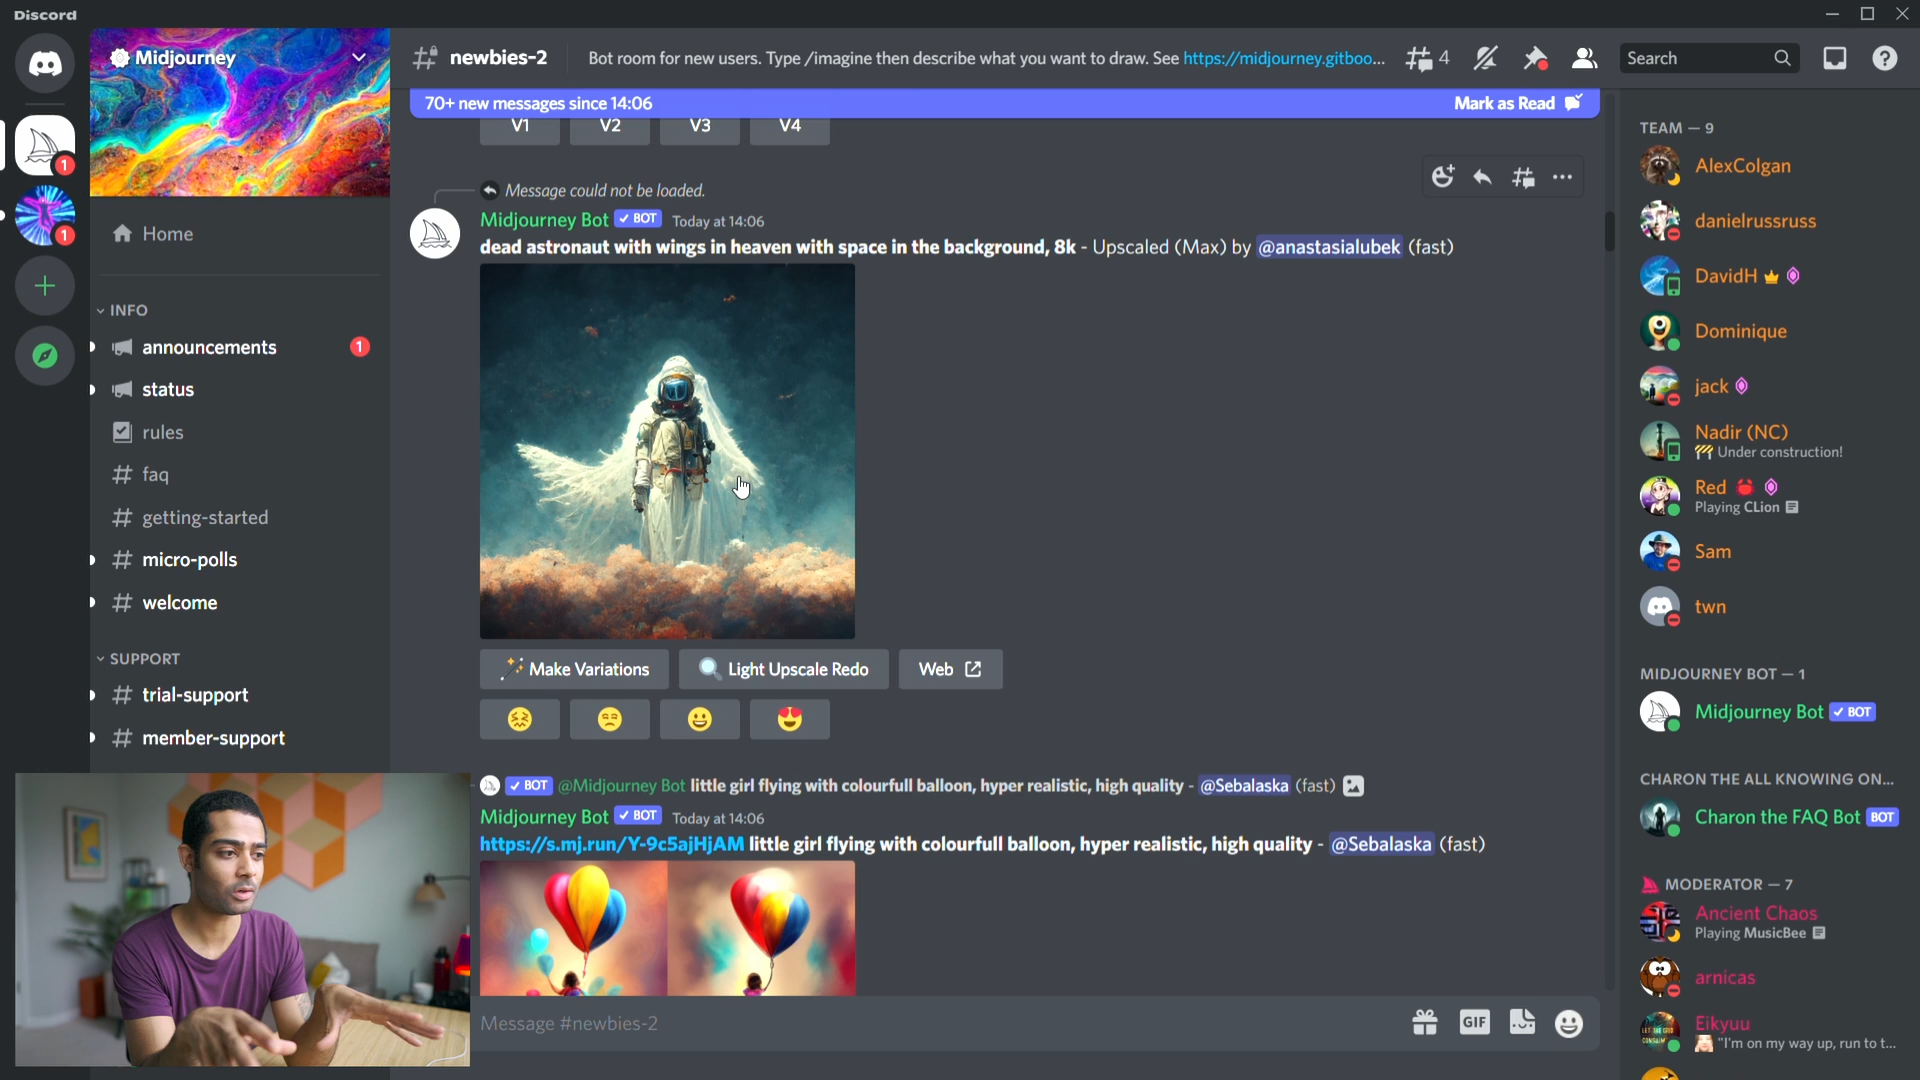 Discord
Midjourney
newbies-2
Bot room for new users. Type /imagine then describe what you want to draw. See https://midjourney.gitboo...
4
Search
70+ new messages since 14:06
Mark as Read
V1
V2
V3
V4
1
1
Home
INFO
announcements
1
status
rules
faq
getting-started
micro-polls
welcome
SUPPORT
trial-support
member-support
Message could not be loaded.
Midjourney Bot BOT Today at 14:06
dead astronaut with wings in heaven with space in the background, 8k - Upscaled (Max) by @anastasialubek (fast)
Make Variations
Light Upscale Redo
Web
BOT @Midjourney Bot little girl flying with colourfull balloon, hyper realistic, high quality - @Sebalaska (fast)
Midjourney Bot BOT Today at 14:06
https://s.mj.run/Y-9c5ajHjAM little girl flying with colourfull balloon, hyper realistic, high quality - @Sebalaska (fast)
Message #newbies-2
GIF
TEAM — 9
AlexColgan
danielrussruss
DavidH
Dominique
jack
Nadir (NC)
Under construction!
Red
Playing CLion
Sam
twn
MIDJOURNEY BOT — 1
Midjourney Bot BOT
CHARON THE ALL KNOWING ON...
Charon the FAQ Bot BOT
MODERATOR — 7
Ancient Chaos
Playing MusicBee
arnicas
Eikyuu
"I'm on my way up, run to t...